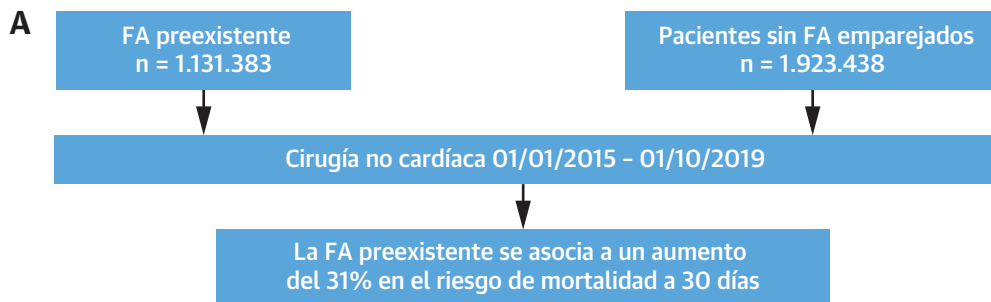 A
FA preexistente
n = 1.131.383
Pacientes sin FA emparejados
n = 1.923.438
Cirugía no cardíaca 01/01/2015 - 01/10/2019
La FA preexistente se asocia a un aumento
del 31% en el riesgo de mortalidad a 30 días